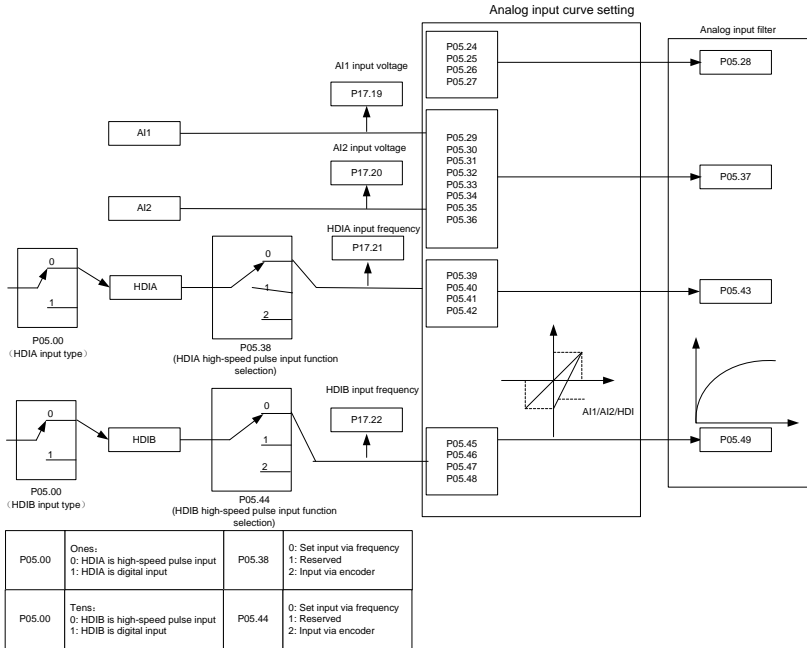 Analog input curve setting
Analog input filter
P05.24
P05.25
P05.26
P05.27
P05.28
AI1 input voltage
P17.19
AI1
AI2 input voltage
P17.20
AI2
P05.29
P05.30
P05.31
P05.32
P05.33
P05.34
P05.35
P05.36
P05.37
HDIA input frequency
P17.21
0
1
P05.00
（HDIA input type）
HDIA
0
1
2
P05.38
(HDIA high-speed pulse input function
selection)
P05.39
P05.40
P05.41
P05.42
P05.43
AI1/AI2/HDI
HDIB input frequency
P17.22
0
1
P05.00
（HDIB input type）
HDIB
0
1
2
P05.44
(HDIB high-speed pulse input function
selection)
P05.45
P05.46
P05.47
P05.48
P05.49
P05.00
Ones：
0: HDIA is high-speed pulse input
1: HDIA is digital input
P05.38
0: Set input via frequency
1: Reserved
2: Input via encoder
P05.00
Tens：
0: HDIB is high-speed pulse input
1: HDIB is digital input
P05.44
0: Set input via frequency
1: Reserved
2: Input via encoder